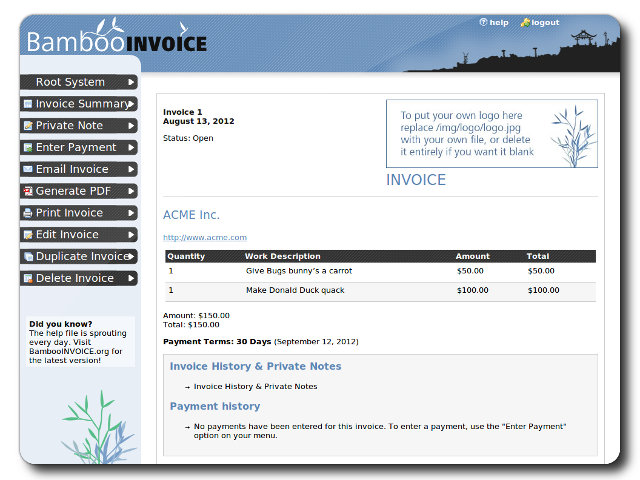 BambooINVOICE
help logout
Root System
Invoice Summary
Private Note
Enter Payment
Email Invoice
Generate PDF
Print Invoice
Edit Invoice
Duplicate Invoice
Delete Invoice
Did you know?
The help file is sprouting
every day. Visit
BambooINVOICE.org for
the latest version!
Invoice 1
August 13, 2012
Status: Open
To put your own logo here
replace /img/logo/logo.jpg
with your own file, or delete
it entirely if you want it blank
INVOICE
ACME Inc.
http://www.acme.com
Quantity Work Description Amount Total
1 Give Bugs bunny's a carrot $50.00 $50.00
1 Make Donald Duck quack $100.00 $100.00
Amount: $150.00
Total: $150.00
Payment Terms: 30 Days (September 12, 2012)
Invoice History & Private Notes
→ Invoice History & Private Notes
Payment history
→ No payments have been entered for this invoice. To enter a payment, use the "Enter Payment"
option on your menu.